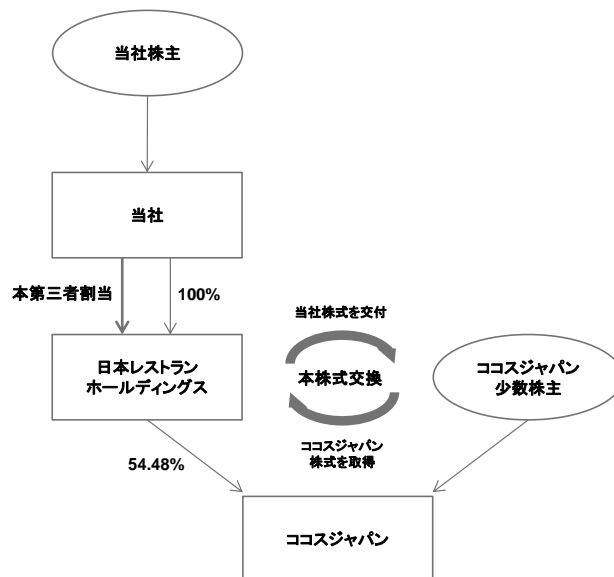 当社株主
当社
本第三者割当
100%
当社株式を交付
日本レストラン
ホールディングス
本株式交換
ココスジャパン
少数株主
ココスジャパン
株式を取得
54.48%
ココスジャパン